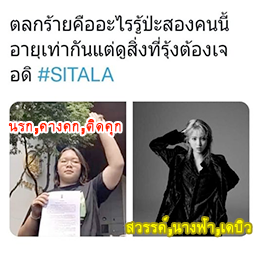 ตลกร้ายคืออะไรรู้ป่ะสองคนนี้
อายุเท่ากันแต่ดูสิ่งที่รุ้งต้องเจ
อดิ #SITALA
นรก,คางคก,ติดคุก
สวรรค์,นางฟ้า,เดบิว